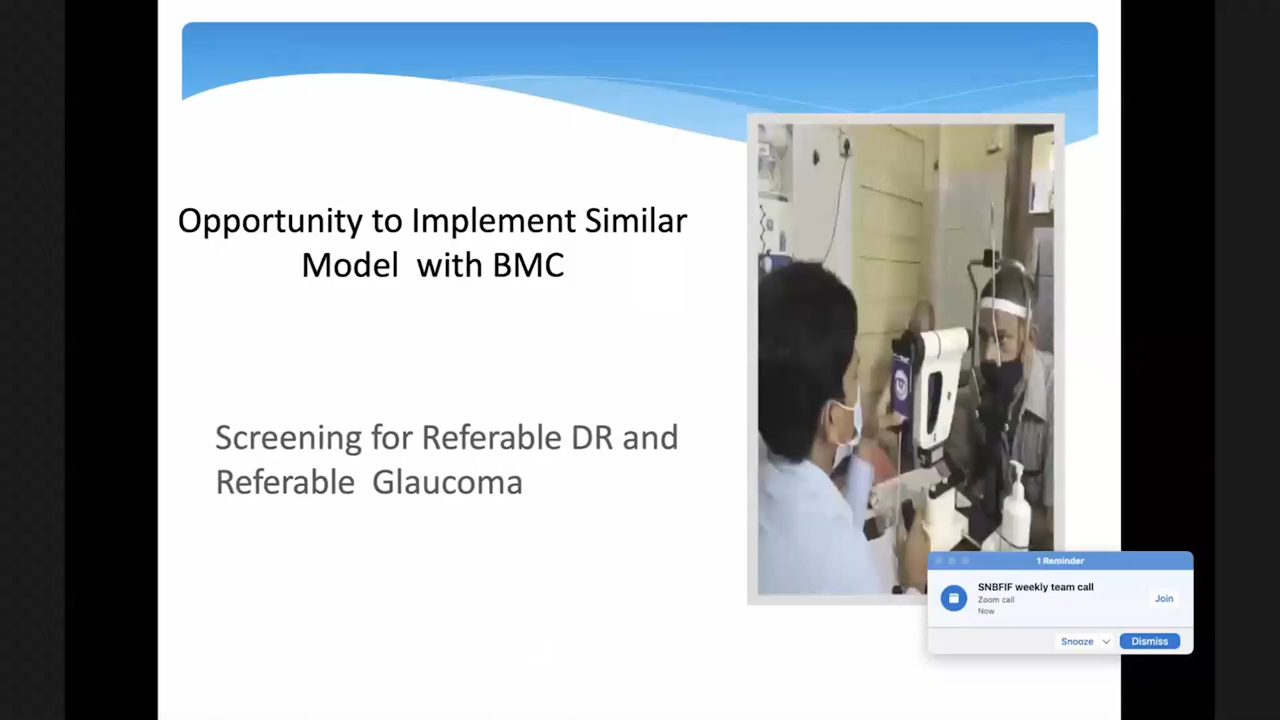 Opportunity to Implement Similar
Model with BMC
Screening for Referable DR and
Referable Glaucoma
1 Reminder
SNBFIF weekly team call
Zoom call
Now
Join
Snooze
Dismiss